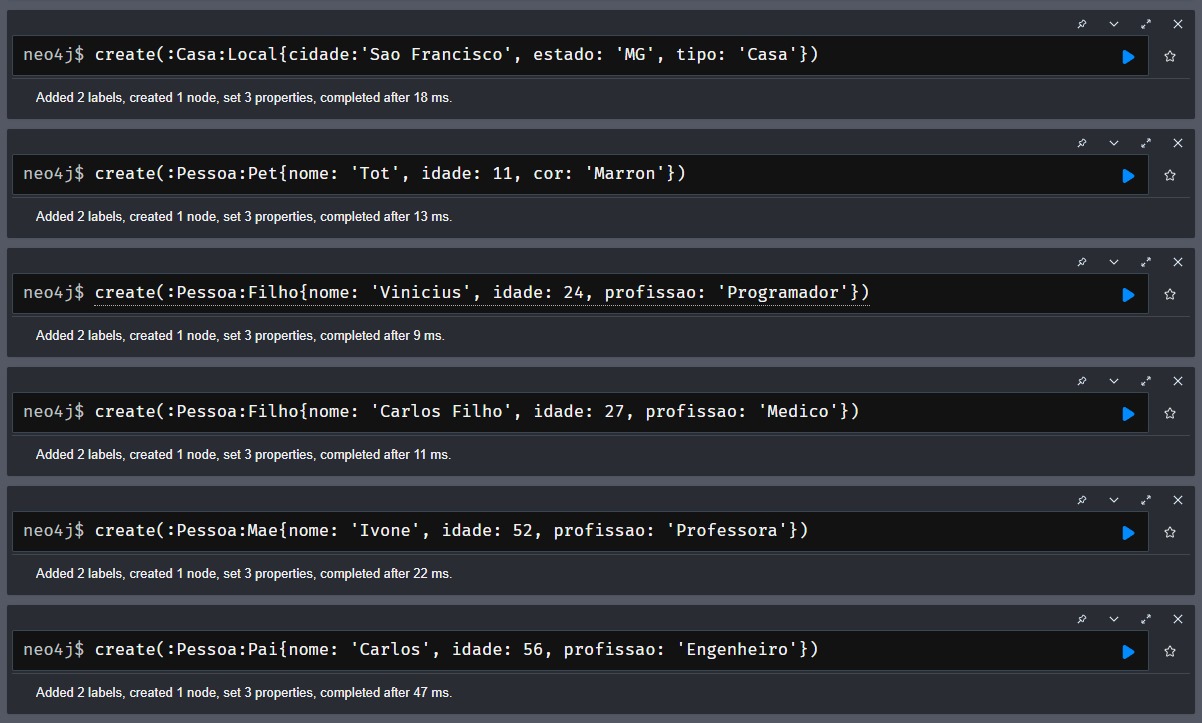 neo4j$ create(:Casa:Local{cidade:'Sao Francisco', estado: 'MG', tipo: 'Casa'})
Added 2 labels, created 1 node, set 3 properties, completed after 18 ms.
neo4j$ create(:Pessoa:Pet{nome: 'Tot', idade: 11, cor: 'Marron'})
Added 2 labels, created 1 node, set 3 properties, completed after 13 ms.
neo4j$ create(:Pessoa:Filho{nome: 'Vinicius', idade: 24, profissao: 'Programador'})
Added 2 labels, created 1 node, set 3 properties, completed after 9 ms.
neo4j$ create(:Pessoa:Filho{nome: 'Carlos Filho', idade: 27, profissao: 'Medico'})
Added 2 labels, created 1 node, set 3 properties, completed after 11 ms.
neo4j$ create(:Pessoa:Mae{nome: 'Ivone', idade: 52, profissao: 'Professora'})
Added 2 labels, created 1 node, set 3 properties, completed after 22 ms.
neo4j$ create(:Pessoa:Pai{nome: 'Carlos', idade: 56, profissao: 'Engenheiro'})
Added 2 labels, created 1 node, set 3 properties, completed after 47 ms.